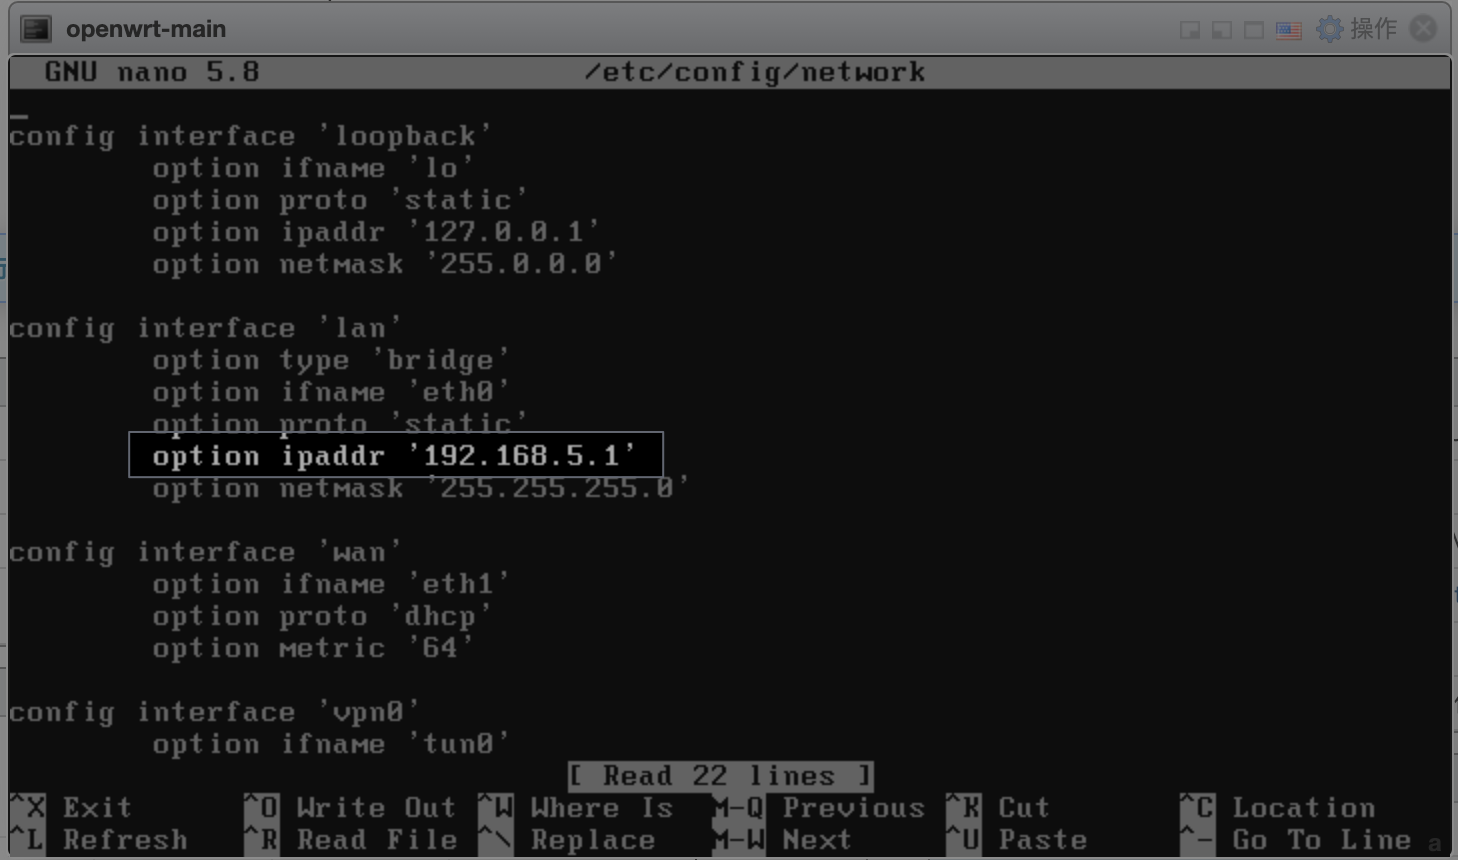 openwrt-main 操作
GNU nano 5.8 /etc/config/network
config interface 'loopback'
option ifname 'lo'
option proto 'static'
option ipaddr '127.0.0.1'
option netmask '255.0.0.0'
config interface 'lan'
option type 'bridge'
option ifname 'eth0'
option proto 'static'
option ipaddr '192.168.5.1'
option netmask '255.255.255.0'
config interface 'wan'
option ifname 'eth1'
option proto 'dhcp'
option metric '64'
config interface 'vpn0'
option ifname 'tun0'
[ Read 22 lines ]
^X Exit ^O Write Out ^W Where Is M-Q Previous ^K Cut ^C Location
^L Refresh ^R Read File ^\ Replace M-W Next ^U Paste ^_ Go To Line